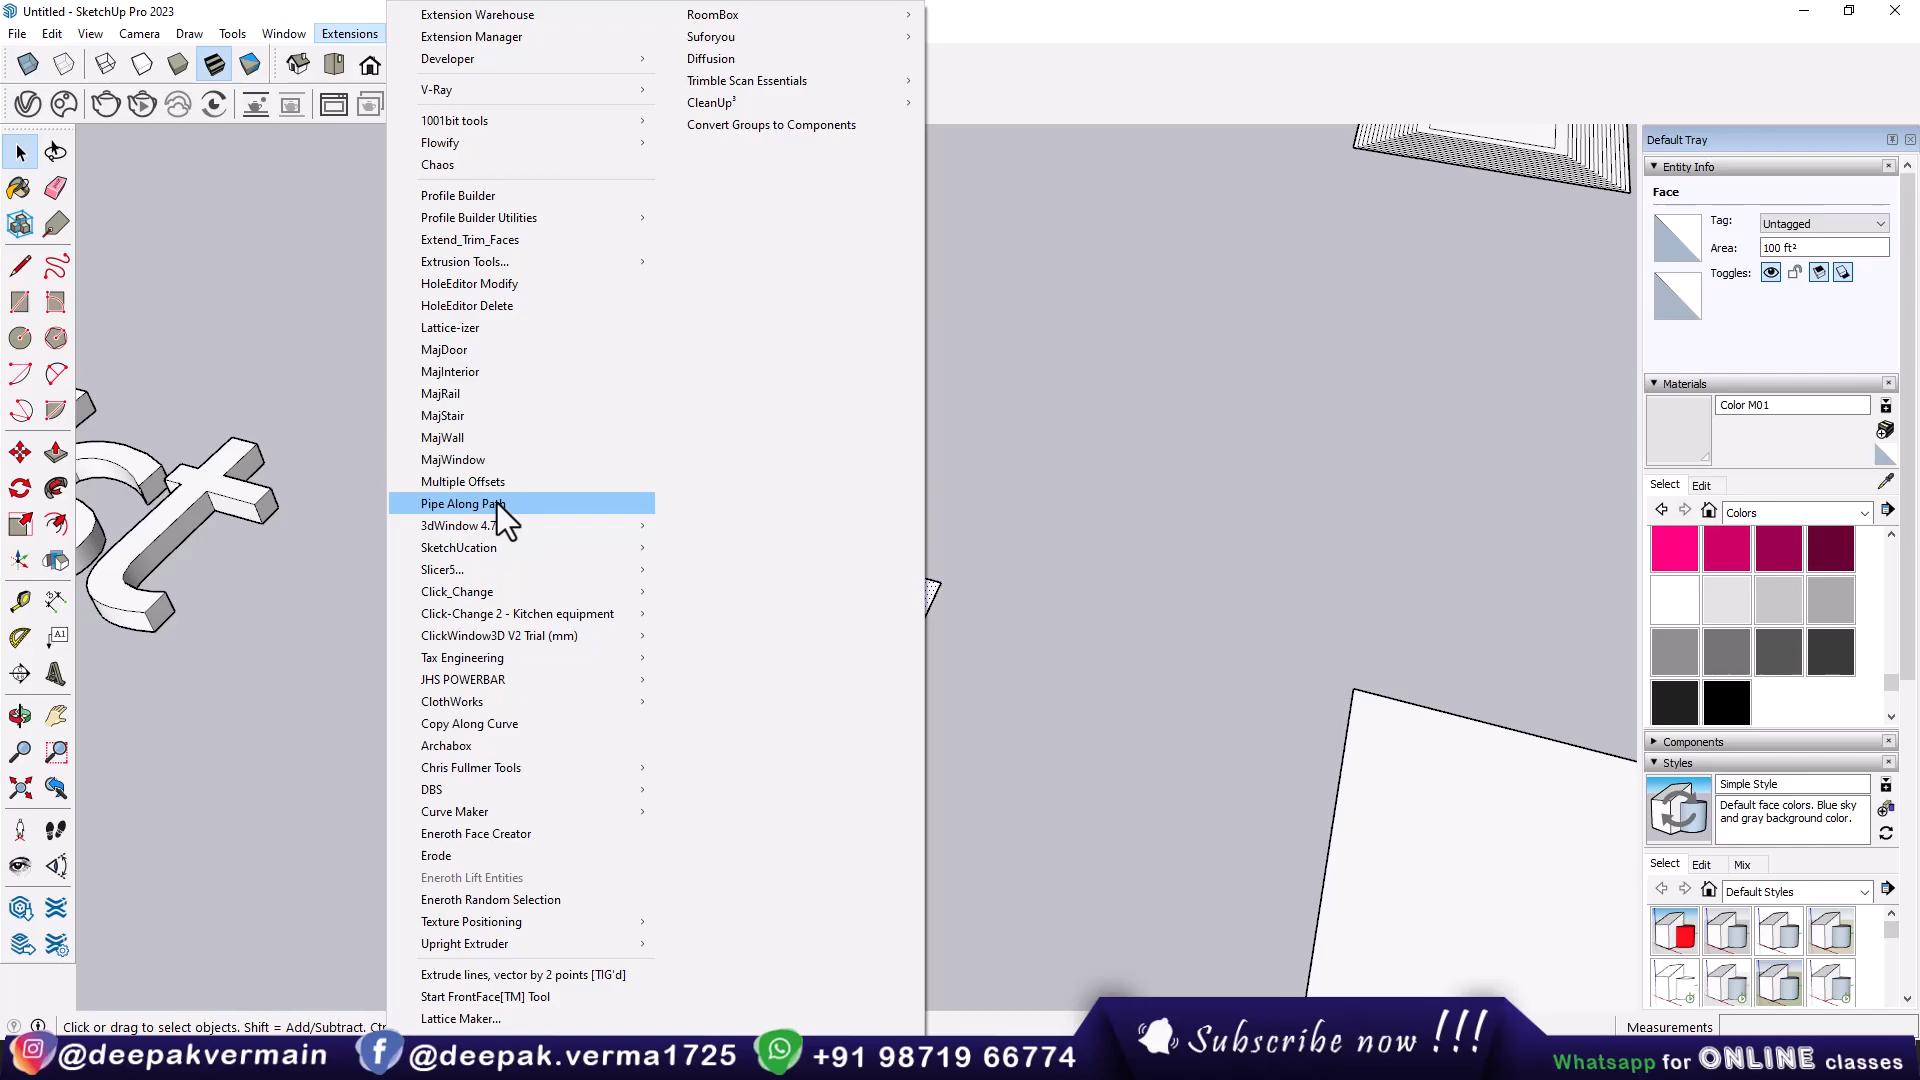 Untitled - SketchUp Pro 2023
File Edit View Camera Draw Tools Window Extensions
Extension Warehouse
Extension Manager
Developer
V-Ray
1001bit tools
Flowify
Chaos
Profile Builder
Profile Builder Utilities
Extend_Trim_Faces
Extrusion Tools...
HoleEditor Modify
HoleEditor Delete
Lattice-izer
MajDoor
MajInterior
MajRail
MajStair
MajWall
MajWindow
Multiple Offsets
Pipe Along Path
3dWindow 4.7
SketchUcation
Slicer5...
Click_Change
Click-Change 2 - Kitchen equipment
ClickWindow3D V2 Trial (mm)
Tax Engineering
JHS POWERBAR
ClothWorks
Copy Along Curve
Archabox
Chris Fullmer Tools
DBS
Curve Maker
Eneroth Face Creator
Erode
Eneroth Lift Entities
Eneroth Random Selection
Texture Positioning
Upright Extruder
Extrude lines, vector by 2 points [TIG'd]
Start FrontFace[TM] Tool
Lattice Maker...
RoomBox
Suforyou
Diffusion
Trimble Scan Essentials
CleanUp³
Convert Groups to Components
Default Tray
Entity Info
Face
Tag: Untagged
Area: 100 ft²
Toggles:
Materials
Color M01
Select Edit
Colors
Components
Styles
Simple Style
Default face colors. Blue sky
and gray background color.
Select Edit Mix
Default Styles
A1
t
Click or drag to select objects. Shift = Add/Subtract. Ctr
Measurements
@deepakvermain @deepak.verma1725 +91 98719 66774
Subscribe now !!!
Whatsapp for ONLINE classes